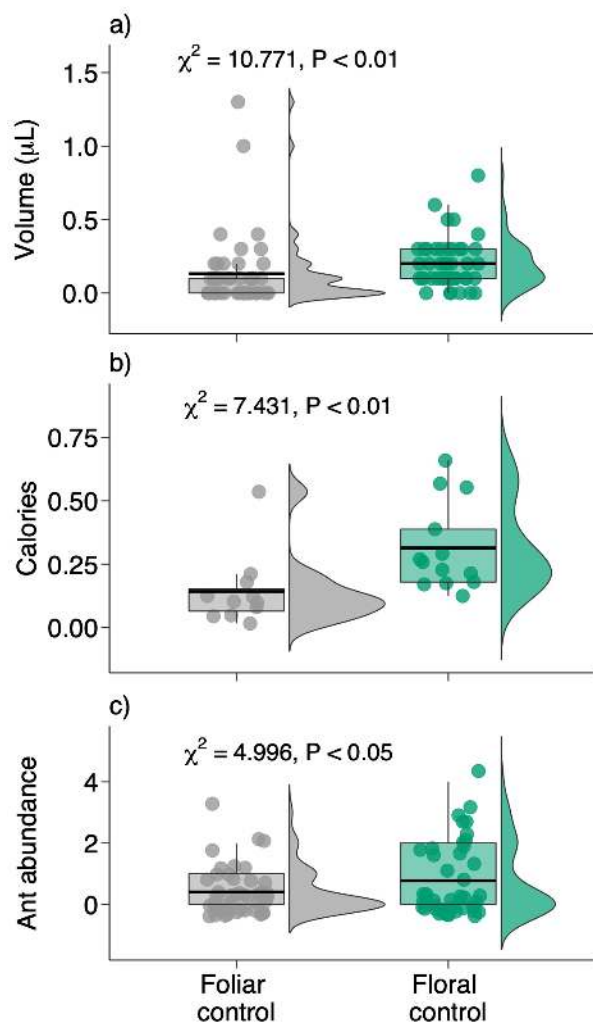 a)
χ² = 10.771, P < 0.01
Volume (μL)
1.5
1.0
0.5
0.0
b)
χ² = 7.431, P < 0.01
Calories
0.75
0.50
0.25
0.00
c)
χ² = 4.996, P < 0.05
Ant abundance
4
2
0
Foliar
control
Floral
control